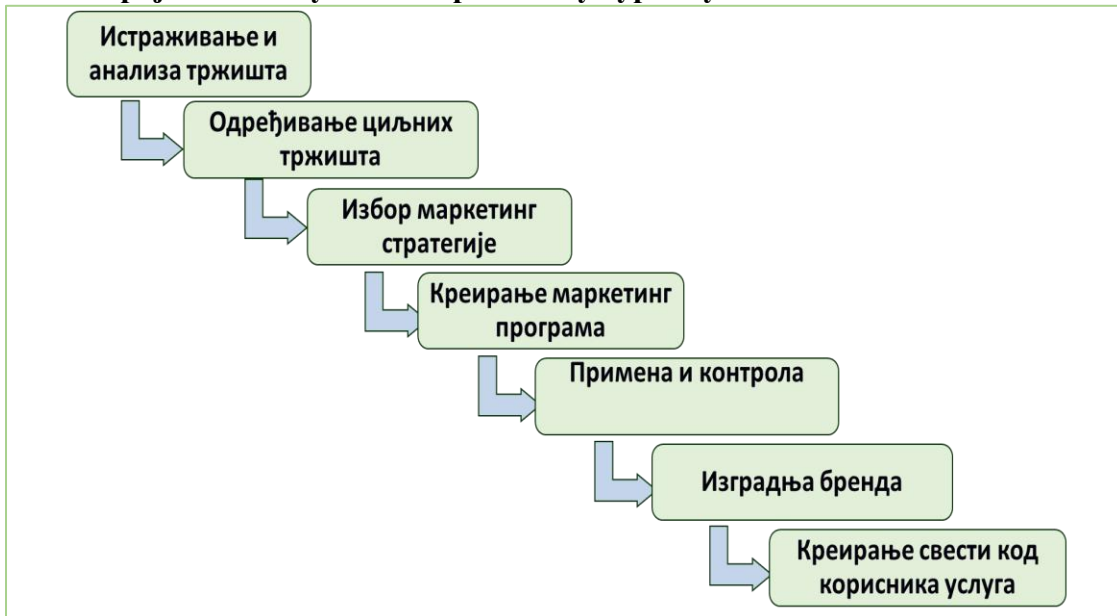 Истраживање и
анализа тржишта
Одређивање циљних
тржишта
Избор маркетинг
стратегије
Креирање маркетинг
програма
Примена и контрола
Изградња бренда
Креирање свести код
корисника услуга